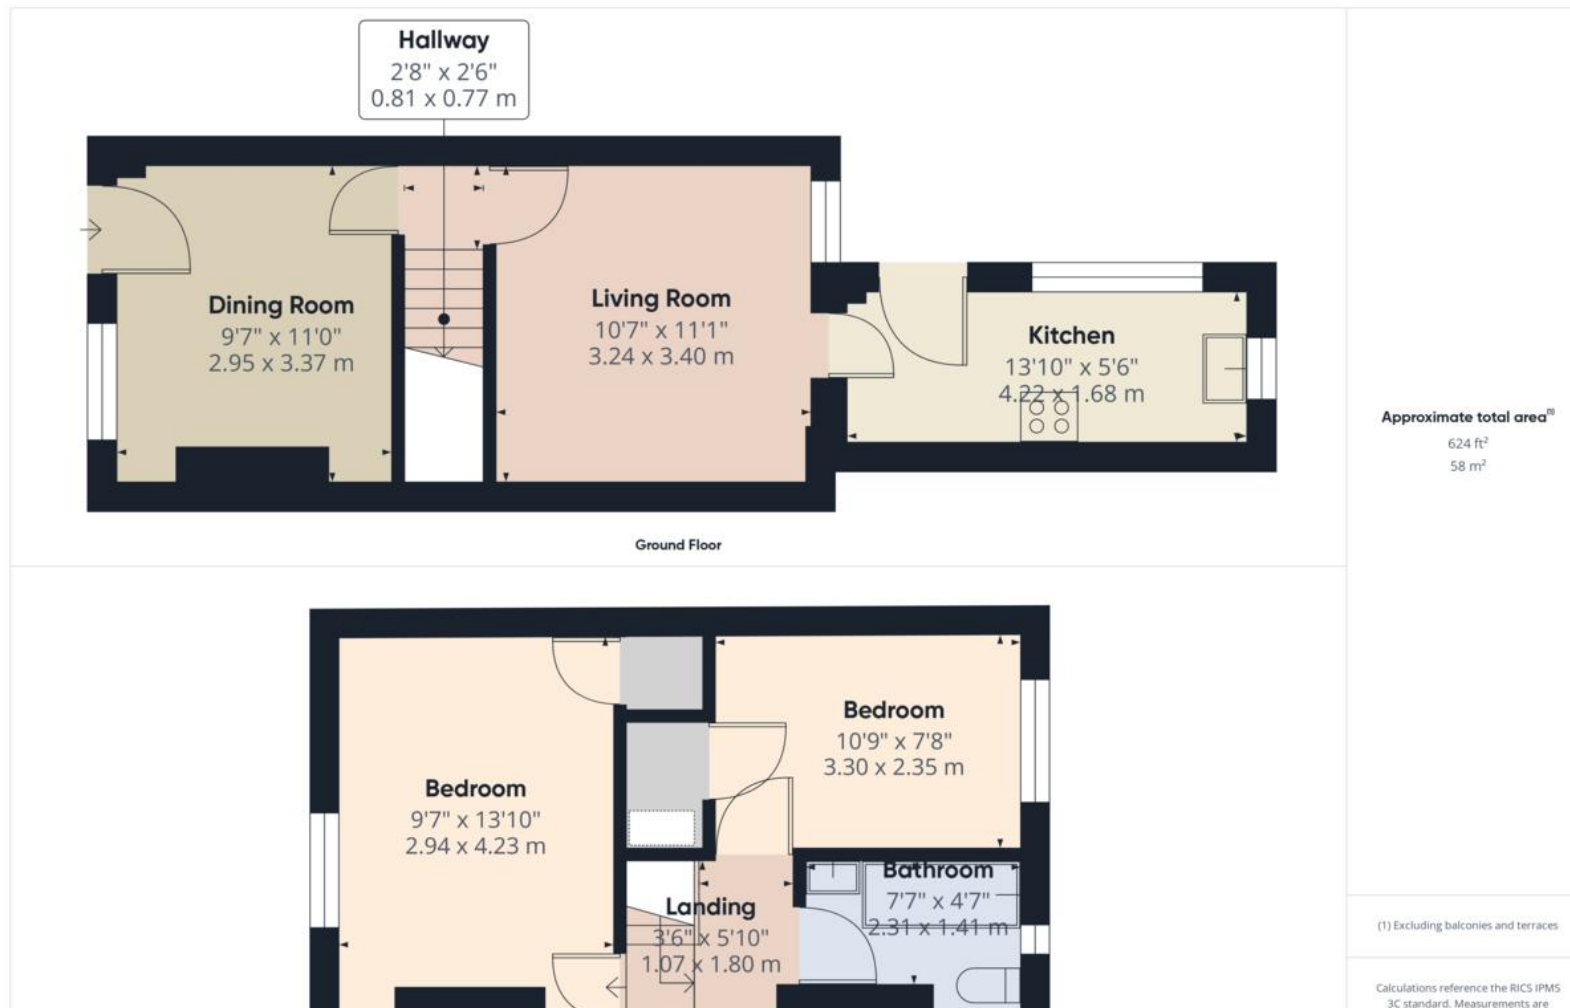 Hallway
2'8" x 2'6"
0.81 x 0.77 m
Dining Room
9'7" x 11'0"
2.95 x 3.37 m
Living Room
10'7" x 11'1"
3.24 x 3.40 m
Kitchen
13'10" x 5'6"
4.22 x 1.68 m
Ground Floor
Approximate total area⁽¹⁾
624 ft²
58 m²
Bedroom
9'7" x 13'10"
2.94 x 4.23 m
Bedroom
10'9" x 7'8"
3.30 x 2.35 m
Landing
3'6" x 5'10"
1.07 x 1.80 m
Bathroom
7'7" x 4'7"
2.31 x 1.41 m
(1) Excluding balconies and terraces
Calculations reference the RICS IPMS
3C standard. Measurements are